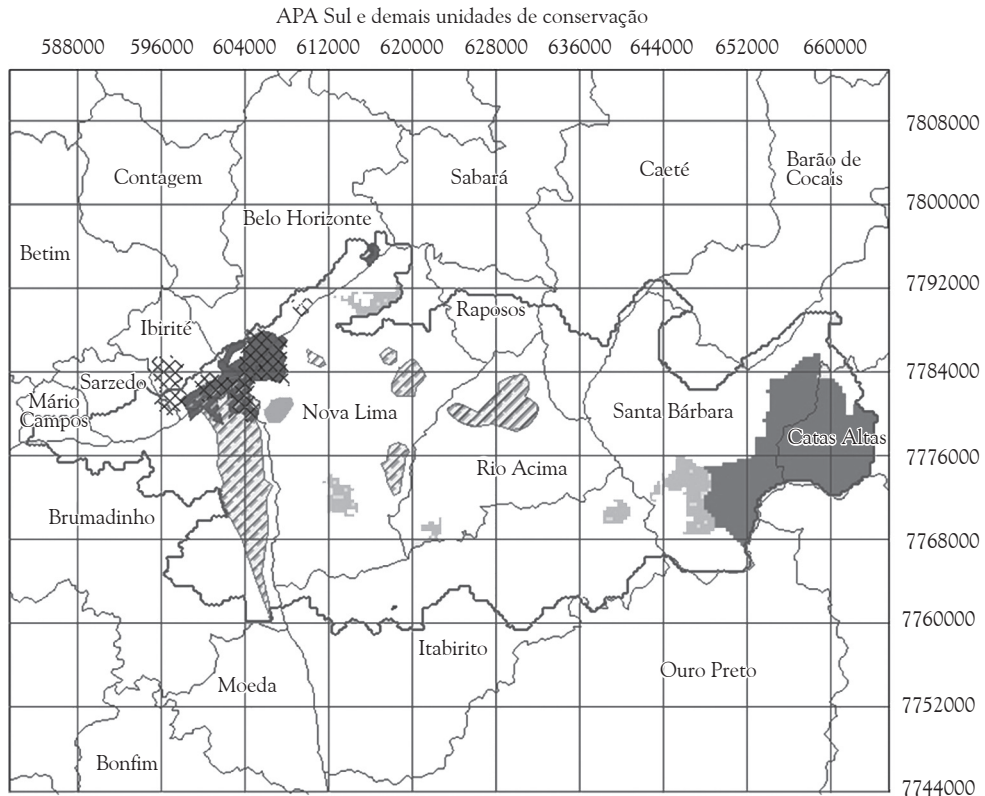 APA Sul e demais unidades de conservação
588000 596000 604000 612000 620000 628000 636000 644000 652000 660000
7808000
Contagem
Sabará
Caeté
Barão de
Cocais
7800000
Belo Horizonte
Betim
7792000
Raposos
Ibirité
7784000
Sarzedo
Mário
Campos
Nova Lima
Santa Bárbara
Catas Altas
7776000
Rio Acima
Brumadinho
7768000
7760000
Itabirito
Ouro Preto
Moeda
7752000
Bonfim
7744000